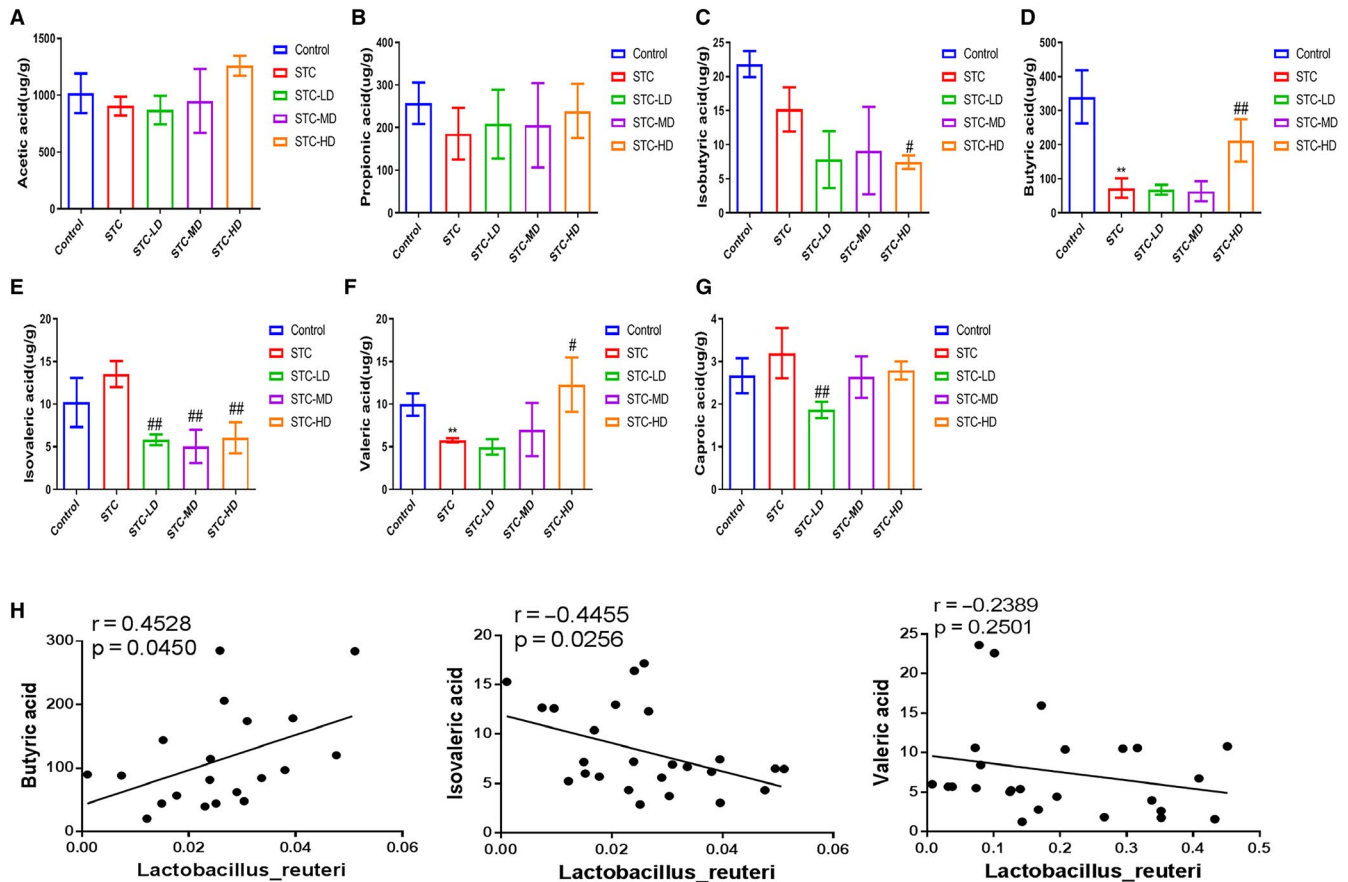 A
Acetic acid(ug/g)
1500
1000
500
0
Control
STC
STC-LD
STC-MD
STC-HD
Control
STC
STC-LD
STC-MD
STC-HD
B
Propionic acid(ug/g)
400
300
200
100
0
Control
STC
STC-LD
STC-MD
STC-HD
Control
STC
STC-LD
STC-MD
STC-HD
C
Isobutyric acid(ug/g)
25
20
15
10
5
0
#
Control
STC
STC-LD
STC-MD
STC-HD
Control
STC
STC-LD
STC-MD
STC-HD
D
Butyric acid(ug/g)
500
400
300
200
100
0
**
##
Control
STC
STC-LD
STC-MD
STC-HD
Control
STC
STC-LD
STC-MD
STC-HD
E
Isovaleric acid(ug/g)
20
15
10
5
0
##
##
##
Control
STC
STC-LD
STC-MD
STC-HD
Control
STC
STC-LD
STC-MD
STC-HD
F
Valeric acid(ug/g)
20
15
10
5
0
**
#
Control
STC
STC-LD
STC-MD
STC-HD
Control
STC
STC-LD
STC-MD
STC-HD
G
Caproic acid(ug/g)
4
3
2
1
0
##
Control
STC
STC-LD
STC-MD
STC-HD
Control
STC
STC-LD
STC-MD
STC-HD
H
r = 0.4528
p = 0.0450
Butyric acid
300
200
100
0
0.00
0.02
0.04
0.06
Lactobacillus_reuteri
r = −0.4455
p = 0.0256
Isovaleric acid
20
15
10
5
0
0.00
0.02
0.04
0.06
Lactobacillus_reuteri
r = −0.2389
p = 0.2501
Valeric acid
25
20
15
10
5
0
0.0
0.1
0.2
0.3
0.4
0.5
Lactobacillus_reuteri